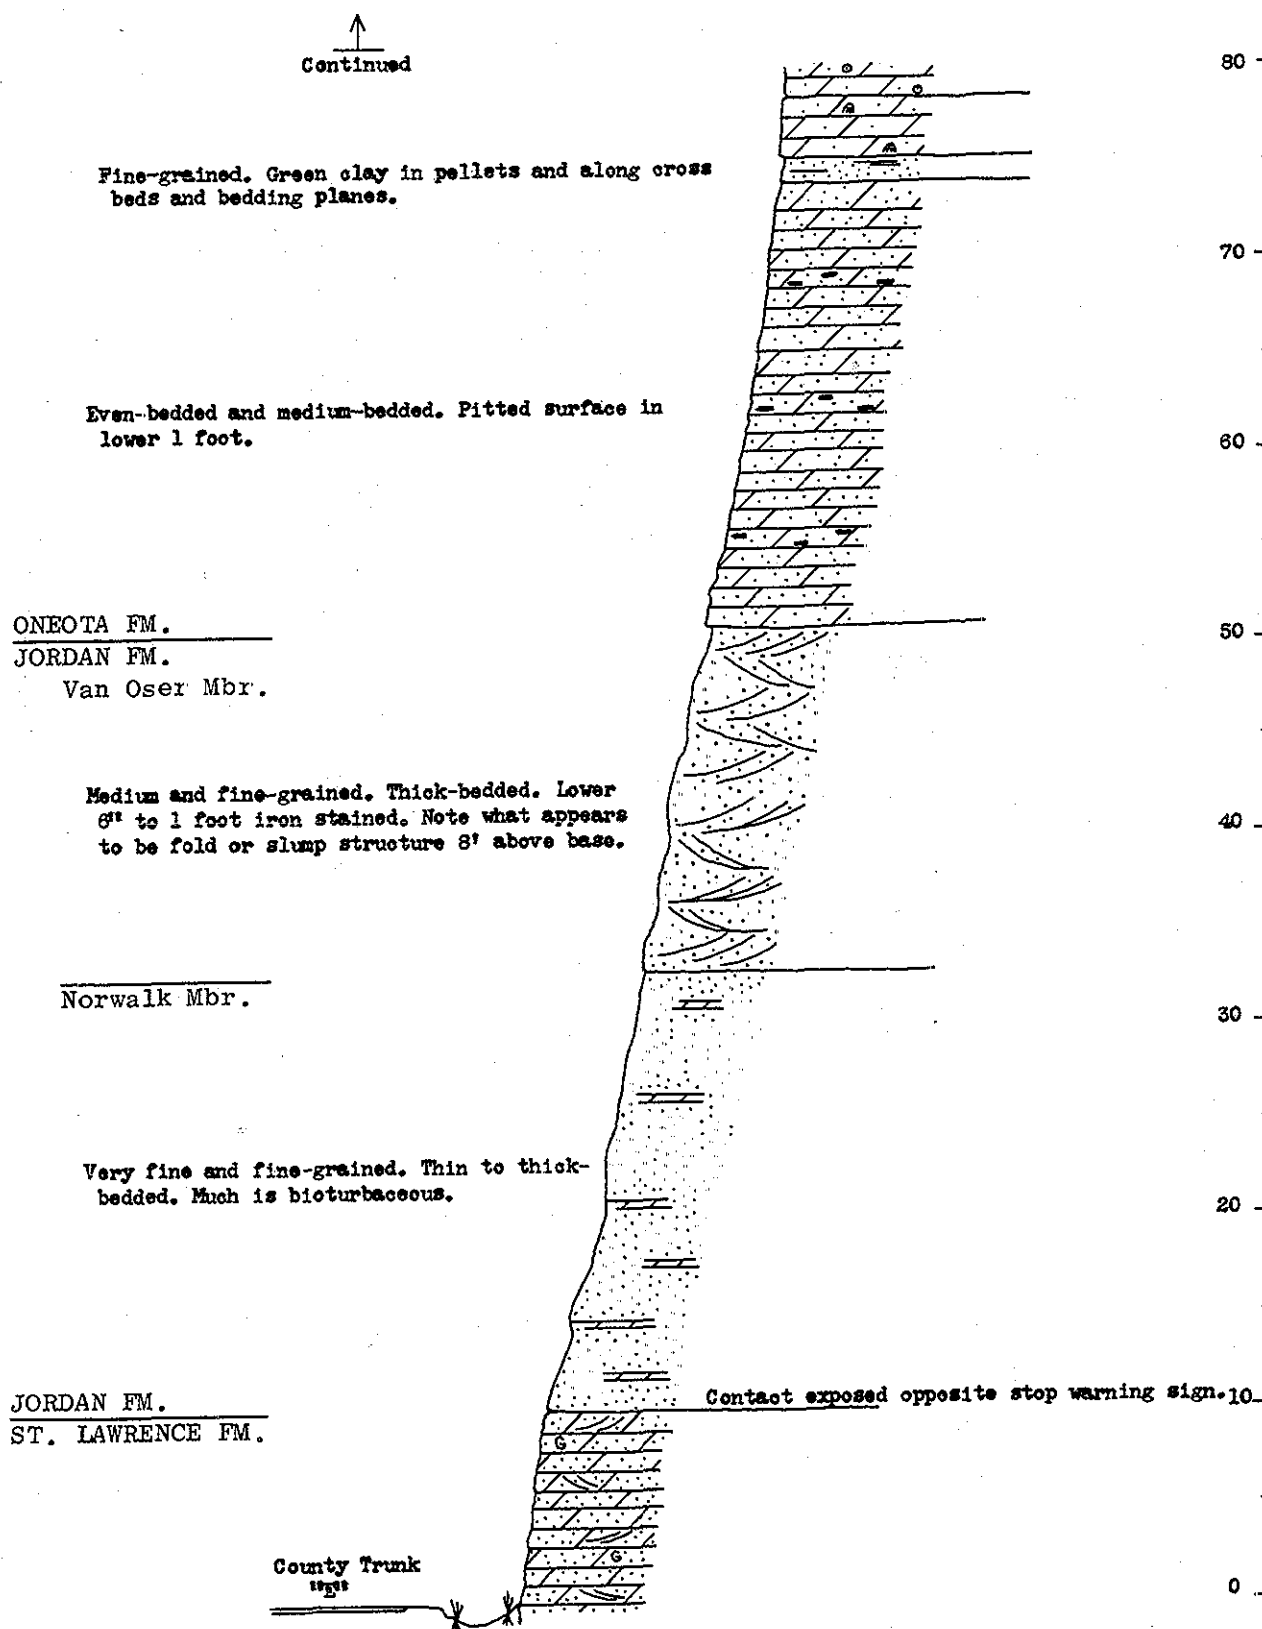 Continued
80
Fine-grained. Green clay in pellets and along cross
beds and bedding planes.
70
Even-bedded and medium-bedded. Pitted surface in
lower 1 foot.
60
ONEOTA FM.
50
JORDAN FM.
Van Oser Mbr.
Medium and fine-grained. Thick-bedded. Lower
6" to 1 foot iron stained. Note what appears
to be fold or slump structure 8' above base.
40
Norwalk Mbr.
30
Very fine and fine-grained. Thin to thick-
bedded. Much is bioturbaceous.
20
Contact exposed opposite stop warning sign. 10
JORDAN FM.
ST. LAWRENCE FM.
G
G
County Trunk
"E"
0